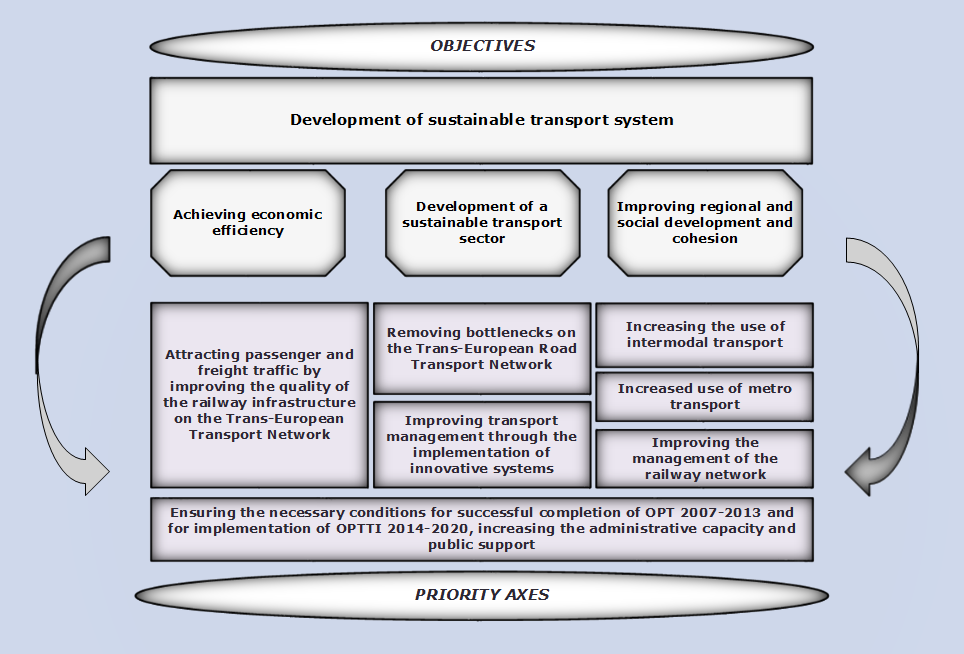 OBJECTIVES
Development of sustainable transport system
Achieving economic
efficiency
Development of a
sustainable transport
sector
Improving regional and
social development and
cohesion
Attracting passenger and
freight traffic by
improving the quality of
the railway infrastructure
on the Trans-European
Transport Network
Removing bottlenecks on
the Trans-European Road
Transport Network
Improving transport
management through the
implementation of
innovative systems
Increasing the use of
intermodal transport
Increased use of metro
transport
Improving the
management of the
railway network
Ensuring the necessary conditions for successful completion of OPT 2007-2013 and
for implementation of OPTTI 2014-2020, increasing the administrative capacity and
public support
PRIORITY AXES